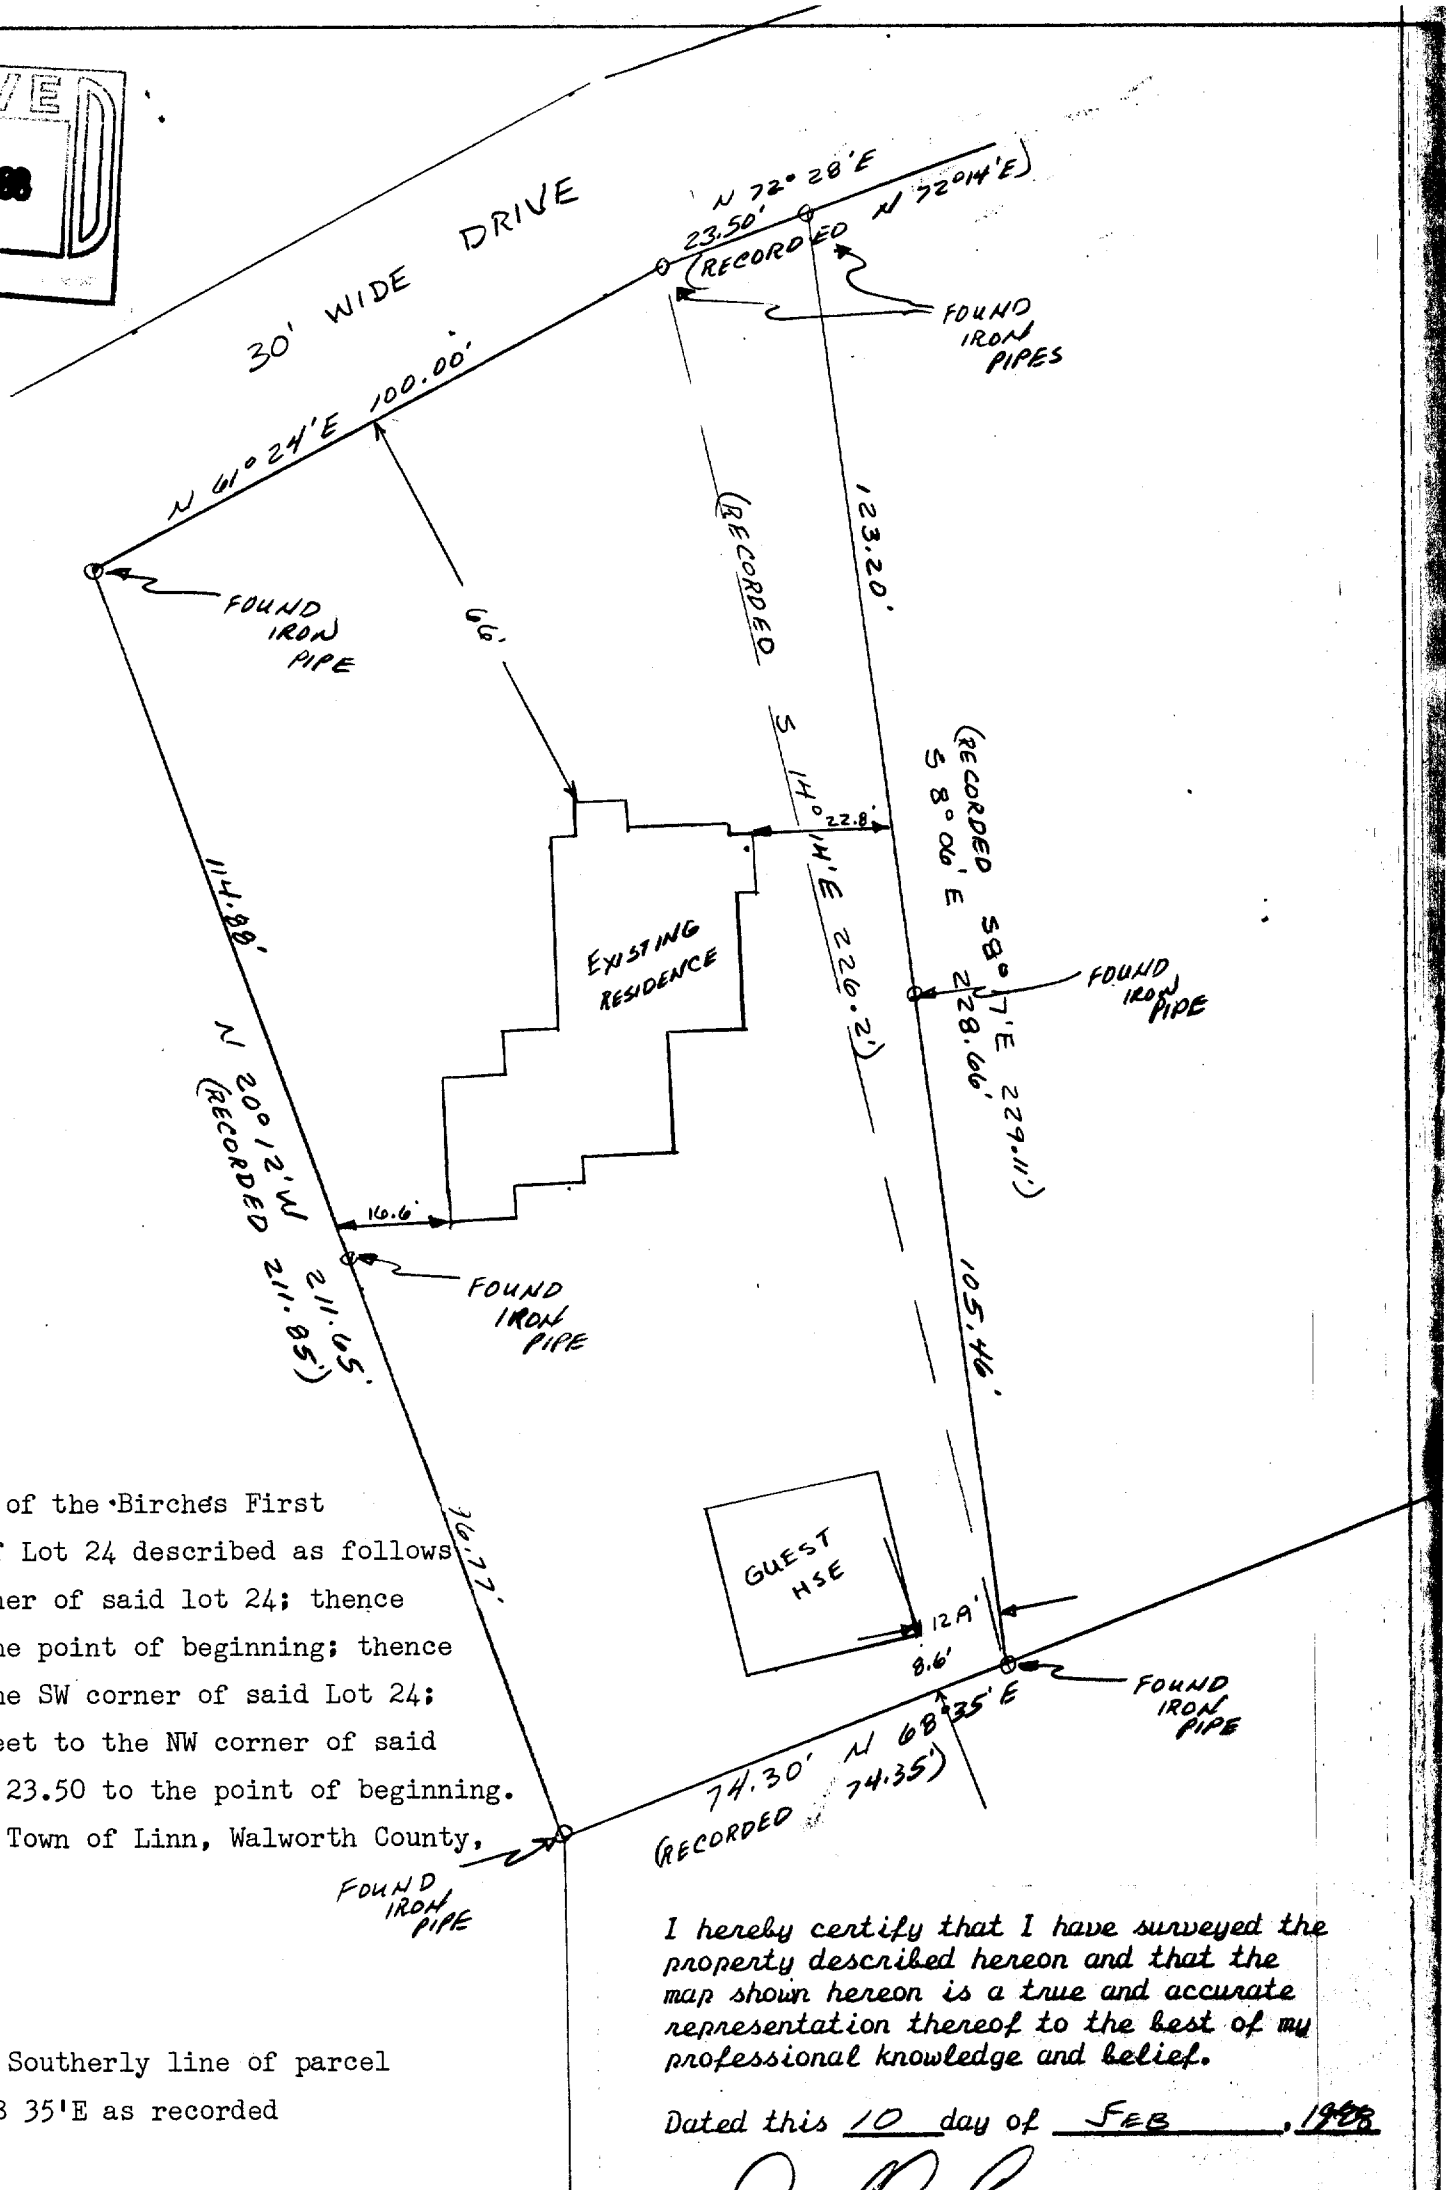 VED
DRIVE
30' WIDE
N 72° 28' E
23.50'
(RECORDED N 72°14'E)
FOUND
IRON
PIPES
N 61° 24' E 100.00'
FOUND
IRON
PIPE
66'
(RECORDED S 14° 14' E 226.2')
123.20'
22.8'
(RECORDED S8° 17'E 229.11')
S 8° 06' E 228.66'
FOUND
IRON
PIPE
EXISTING
RESIDENCE
114.88'
N 20° 12' W 211.65'
(RECORDED 211.85')
16.6'
FOUND
IRON
PIPE
105.46'
of the Birches First
Lot 24 described as follows
ner of said lot 24; thence
he point of beginning; thence
he SW corner of said Lot 24;
eet to the NW corner of said
23.50 to the point of beginning.
Town of Linn, Walworth County,
GUEST
HSE
8.6'
FOUND
IRON
PIPE
74.30' N 68°35' E
(RECORDED 74.35')
FOUND
IRON
PIPE
I hereby certify that I have surveyed the
property described hereon and that the
map shown hereon is a true and accurate
representation thereof to the best of my
professional knowledge and belief.
Dated this 10 day of FEB , 1988
Southerly line of parcel
8 35'E as recorded